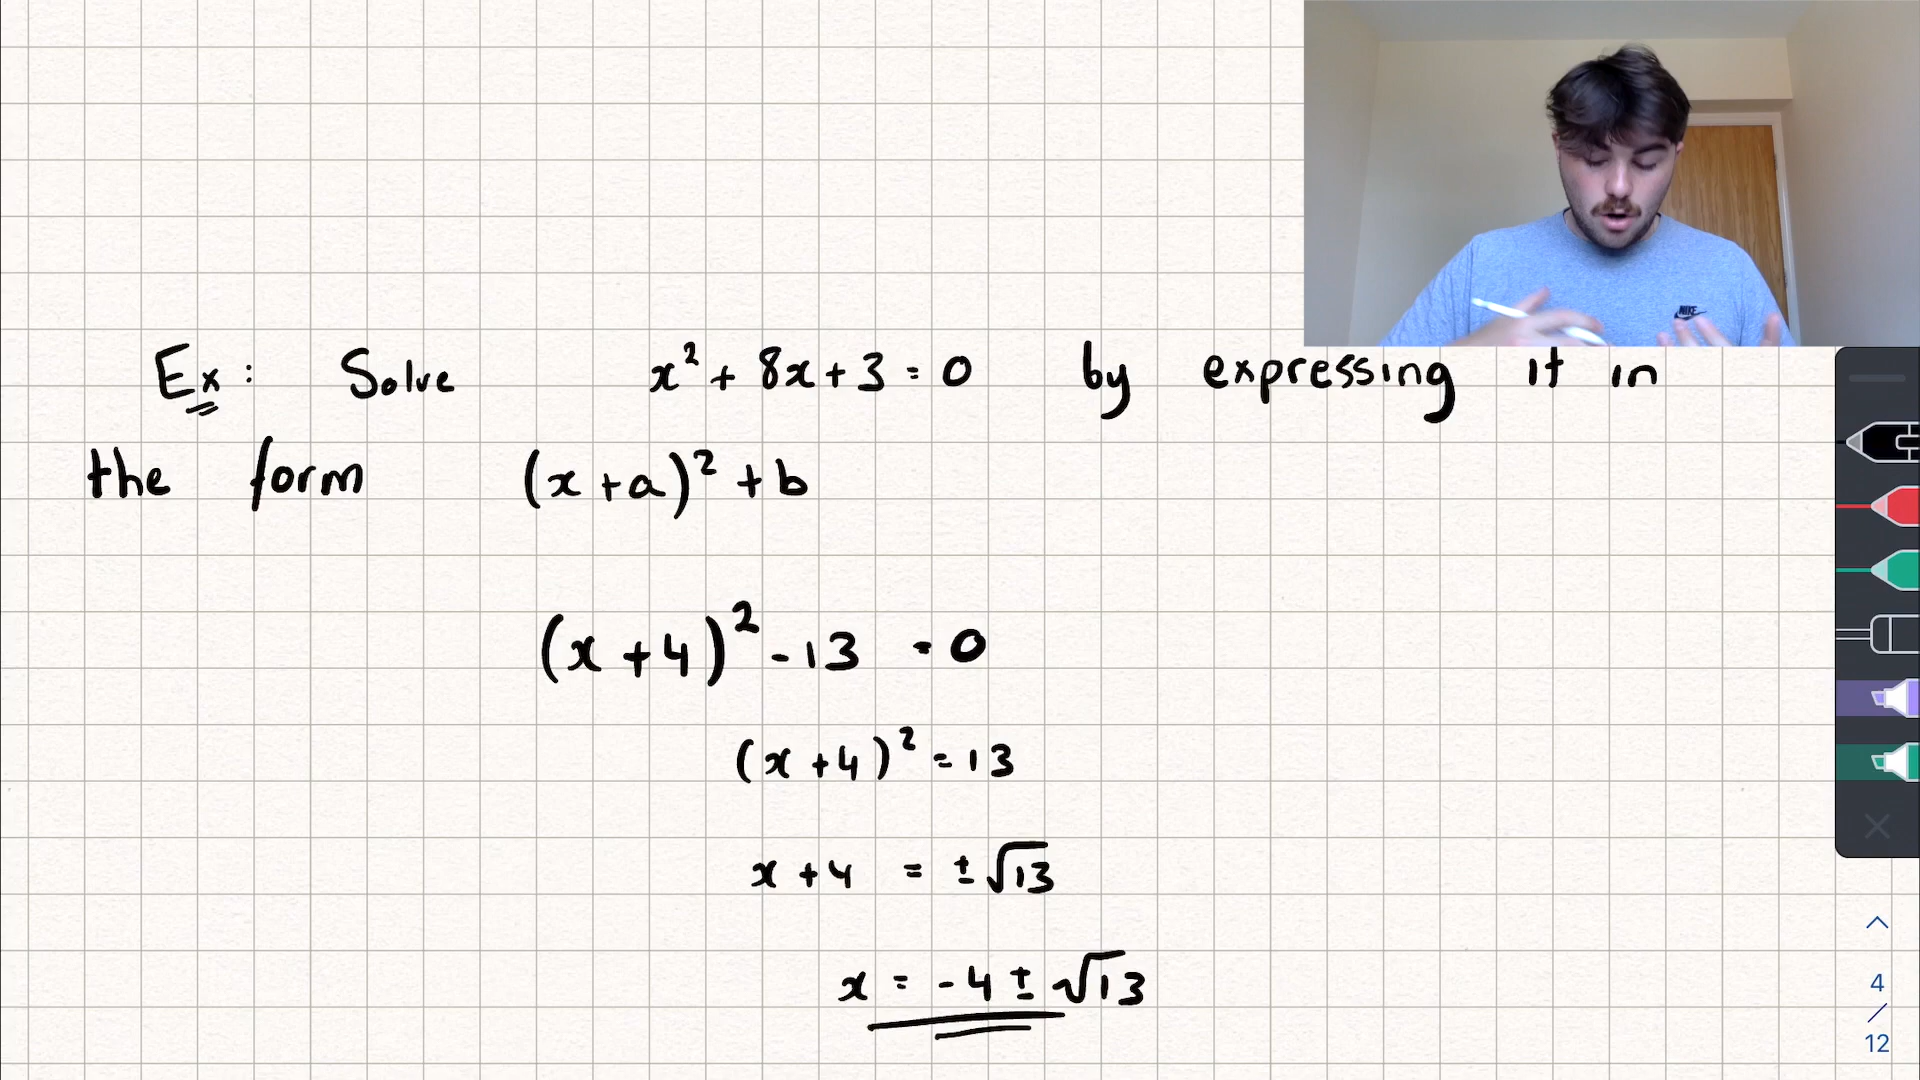 NIKE
Ex: Solve x² + 8x + 3 = 0 by expressing it in
the form (x + a)² + b
(x + 4)² - 13 = 0
(x + 4)² = 13
x + 4 = ± √13
x = -4 ± √13
4
/
12